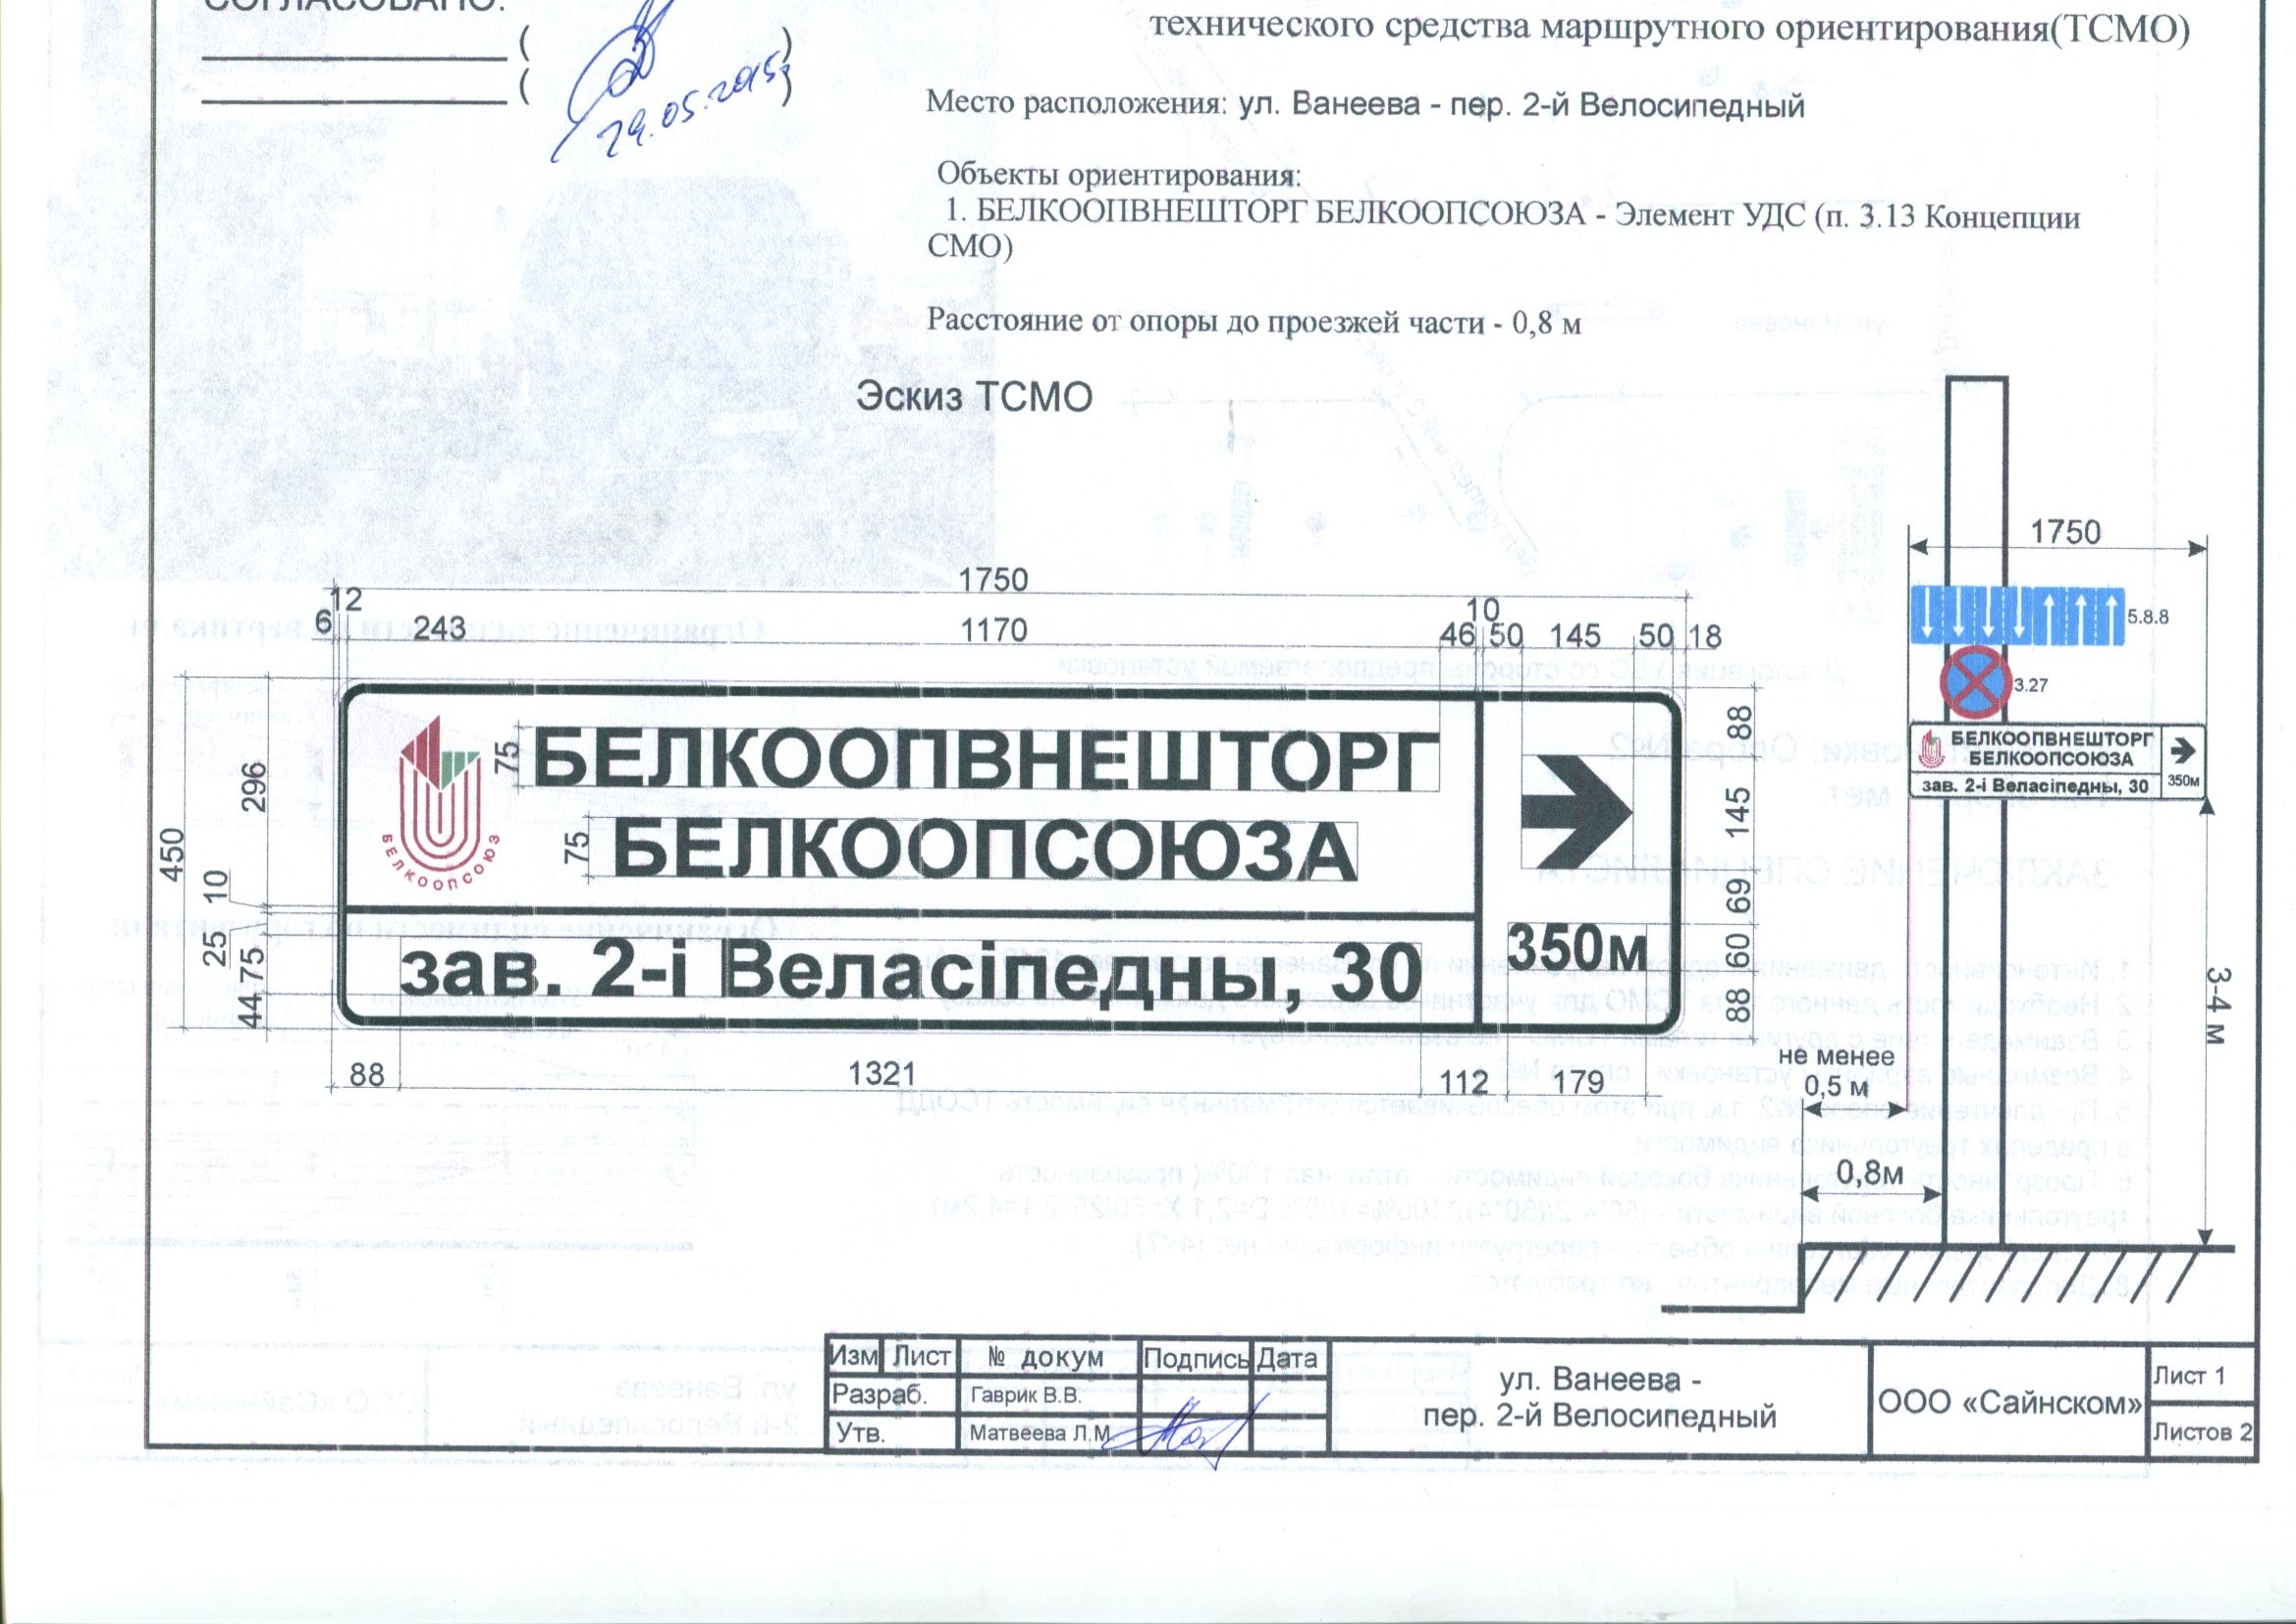 СОГЛАСОВАНО:
( )
( )
29.05.2015г
технического средства маршрутного ориентирования(ТСМО)
Место расположения: ул. Ванеева - пер. 2-й Велосипедный
Объекты ориентирования:
1. БЕЛКООПВНЕШТОРГ БЕЛКООПСОЮЗА - Элемент УДС (п. 3.13 Концепции
СМО)
Расстояние от опоры до проезжей части - 0,8 м
Эскиз ТСМО
1750
12
10
6 243 1170 46 50 145 50 18
450
296
10
25
75
44
БЕЛКООПСОЮЗ
75 БЕЛКООПВНЕШТОРГ
75 БЕЛКООПСОЮЗА
зав. 2-і Веласіпедны, 30
350м
88
145
69
60
88
88 1321 112 179
1750
5.8.8
3.27
БЕЛКООПВНЕШТОРГ
БЕЛКООПСОЮЗА
зав. 2-і Веласіпедны, 30
350м
3-4 м
не менее
0,5 м
0,8м
Изм Лист № докум Подпись Дата
Разраб. Гаврик В.В.
Утв. Матвеева Л.М.
ул. Ванеева -
пер. 2-й Велосипедный
ООО «Сайнском»
Лист 1
Листов 2